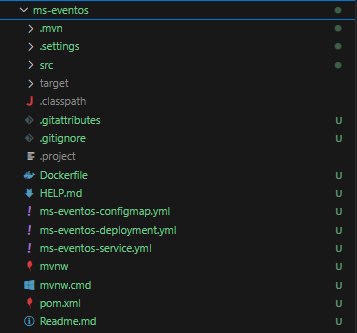 ms-eventos
.mvn
.settings
src
target
.classpath
.gitattributes U
.gitignore U
.project
Dockerfile U
HELP.md U
ms-eventos-configmap.yml U
ms-eventos-deployment.yml U
ms-eventos-service.yml U
mvnw U
mvnw.cmd U
pom.xml U
Readme.md U